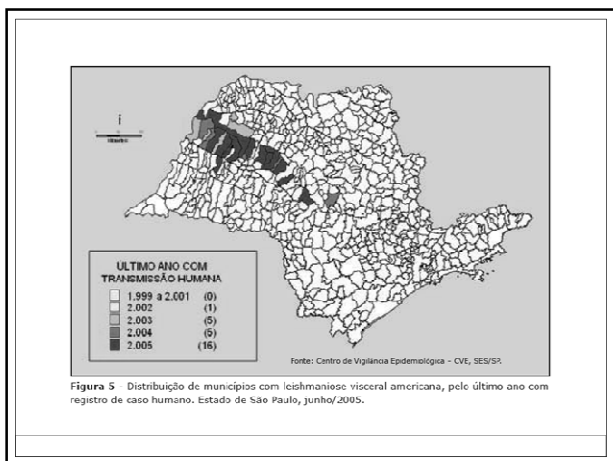 ÚLTIMO ANO COM
TRANSMISSÃO HUMANA
1.999 a 2.001 (0)
2.002 (1)
2.003 (5)
2.004 (6)
2.005 (16)
Fonte: Centro de Vigilância Epidemiológica – CVE, SES/SP.
Figura 5 - Distribuição de municípios com leishmaniose visceral americana, pelo último ano com
registro de caso humano. Estado de São Paulo, junho/2005.